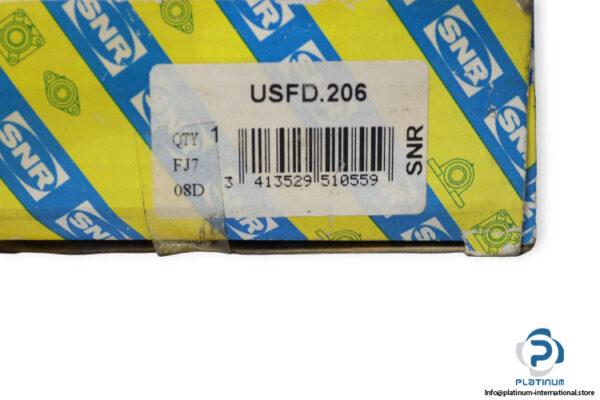 SNR
SNR
SNR
SNR
SNR
USFD.206
QTY 1
FJ7
08D
3 413529 510559
SNR
PLATINUM
Info@platinum-international.store